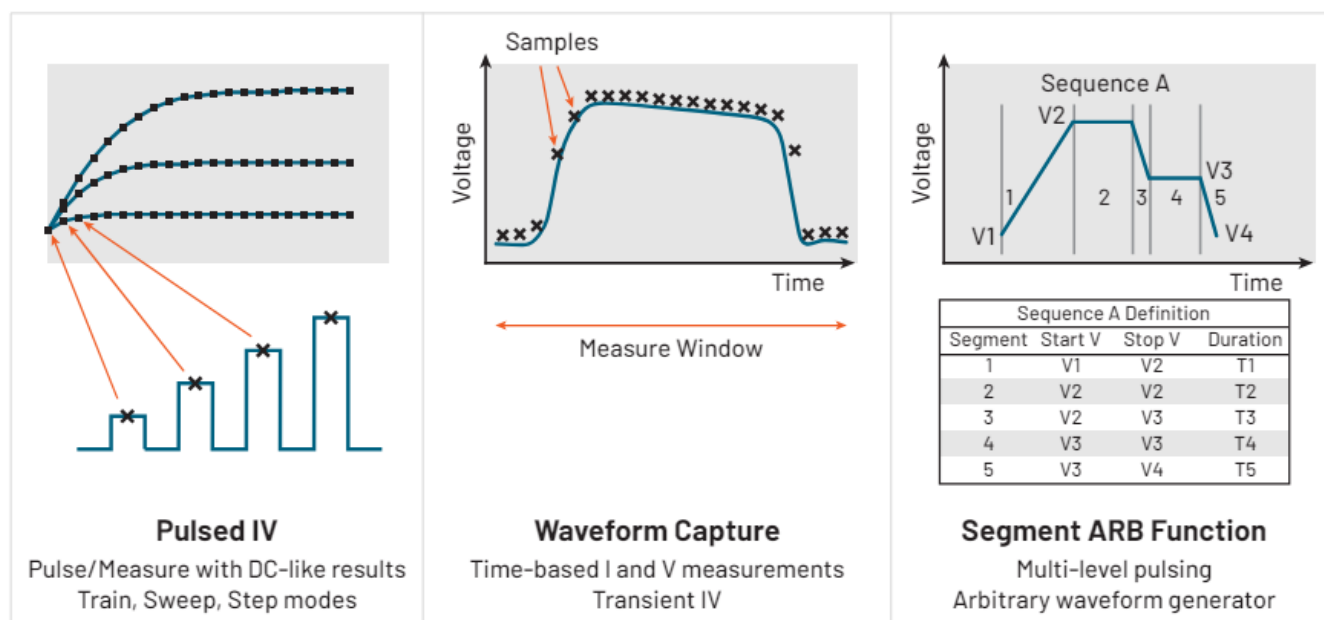 Pulsed IV
Pulse/Measure with DC-like results
Train, Sweep, Step modes
Samples
Voltage
Time
Measure Window
Waveform Capture
Time-based I and V measurements
Transient IV
Sequence A
Voltage
V2
V3
V1
V4
1
2
3
4
5
Time
Sequence A Definition
Segment Start V Stop V Duration
1 V1 V2 T1
2 V2 V2 T2
3 V2 V3 T3
4 V3 V3 T4
5 V3 V4 T5
Segment ARB Function
Multi-level pulsing
Arbitrary waveform generator